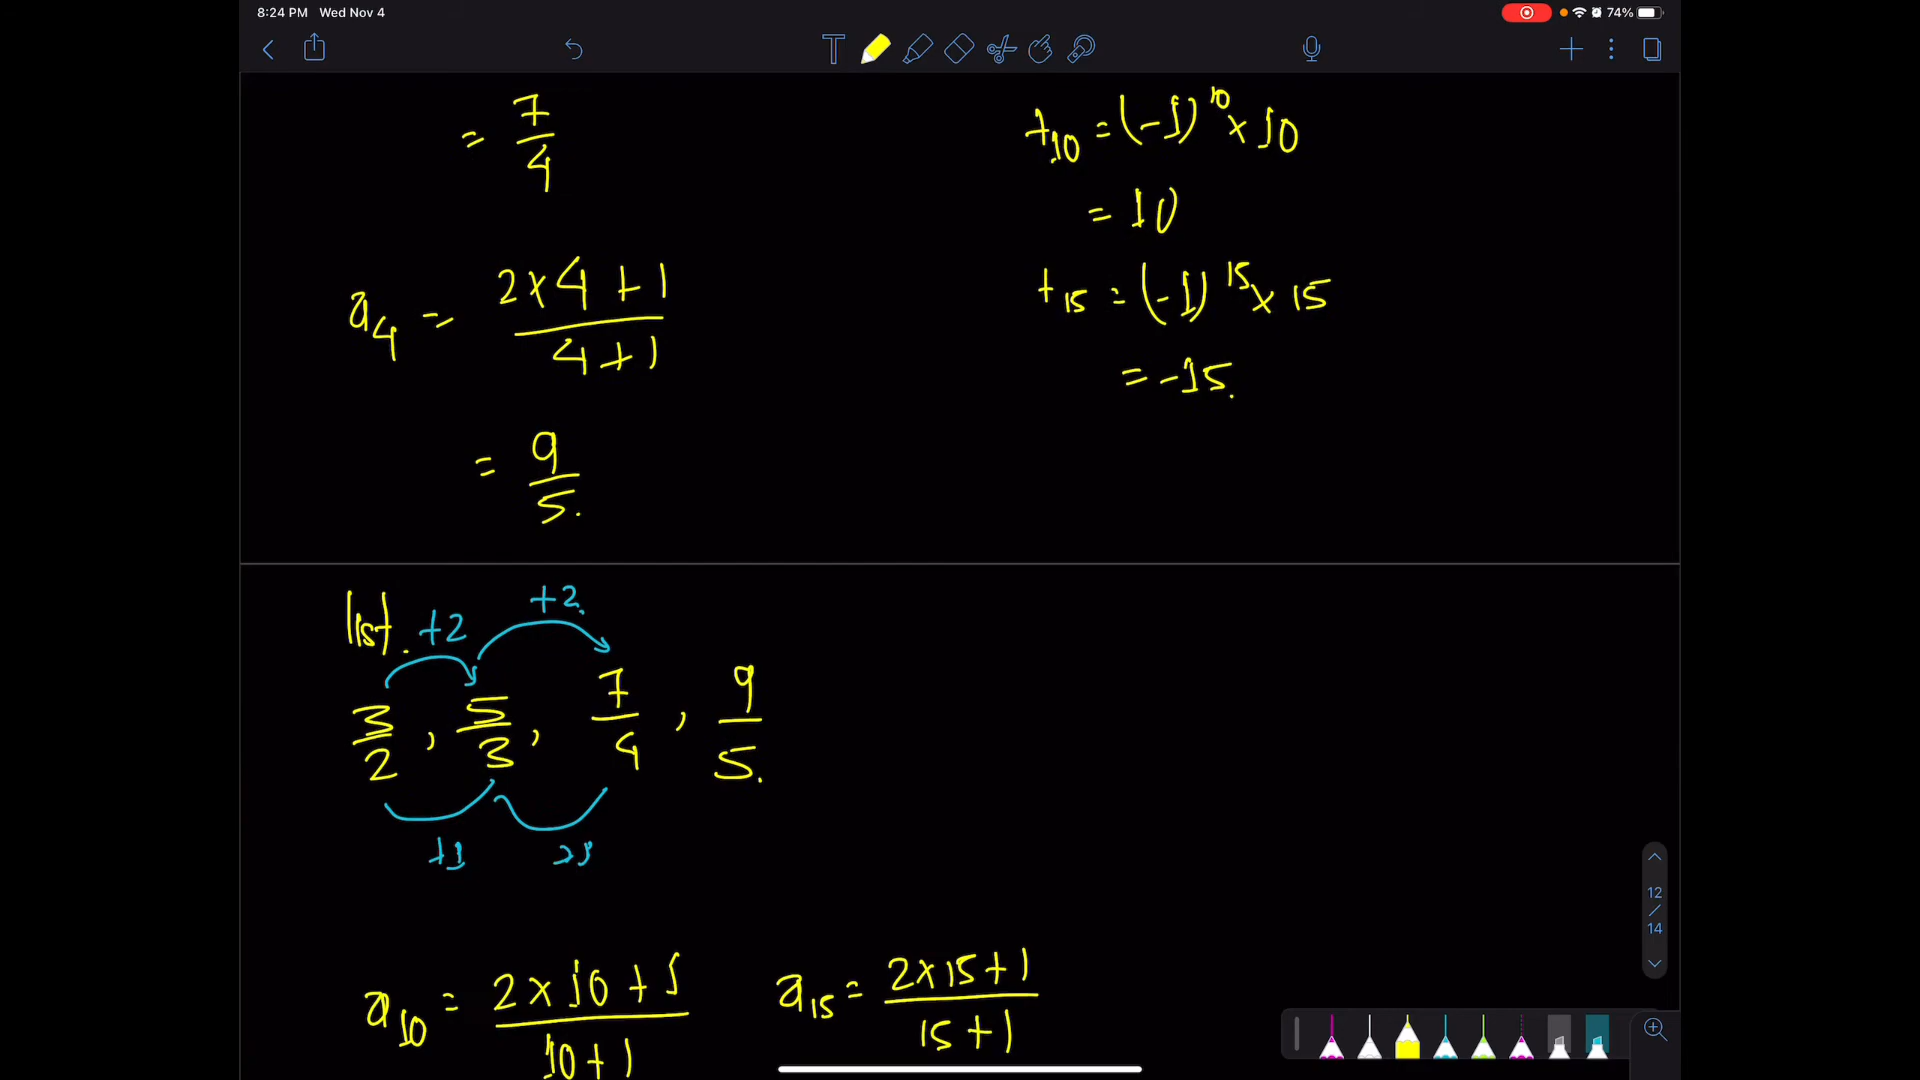 8:24 PM Wed Nov 4
74%
= 7/4
a₄ = (2 × 4 + 1)/(4 + 1)
= 9/5.
t₁₀ = (-1)¹⁰ × 10
= 10
t₁₅ = (-1)¹⁵ × 15
= -15.
list. +2 +2.
3/2, 5/3, 7/4, 9/5.
+1
a₁₀ = (2 × 10 + 1)/(10 + 1)
a₁₅ = (2 × 15 + 1)/(15 + 1)
12
/
14